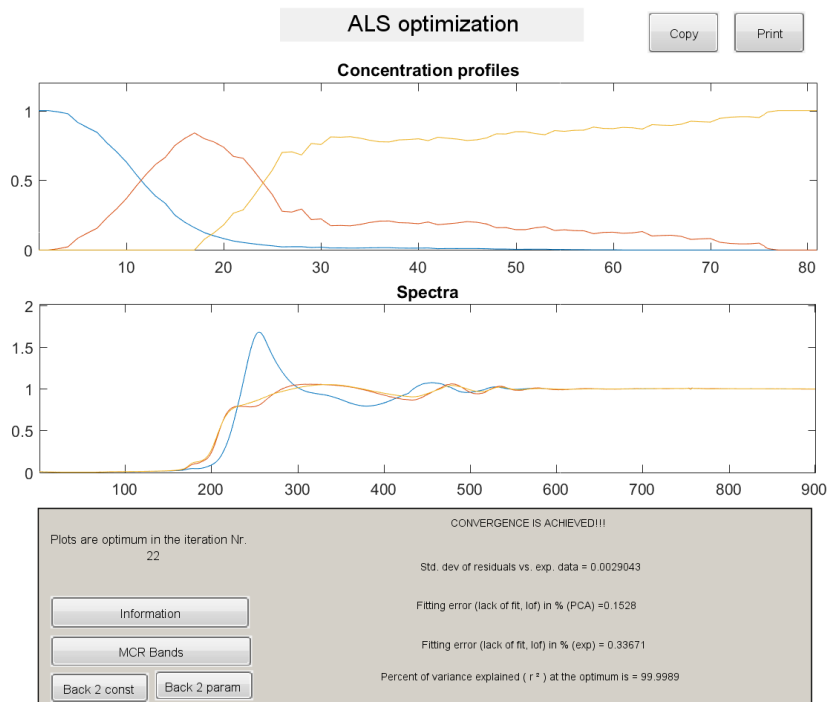 ALS optimization
Copy
Print
Concentration profiles
1
0.5
0
10 20 30 40 50 60 70 80
Spectra
2
1.5
1
0.5
0
100 200 300 400 500 600 700 800 900
CONVERGENCE IS ACHIEVED!!!
Plots are optimum in the iteration Nr.
22
Std. dev of residuals vs. exp. data = 0.0029043
Fitting error (lack of fit, lof) in % (PCA) =0.1528
Information
Fitting error (lack of fit, lof) in % (exp) = 0.33671
MCR Bands
Percent of variance explained ( r ² ) at the optimum is = 99.9989
Back 2 const
Back 2 param